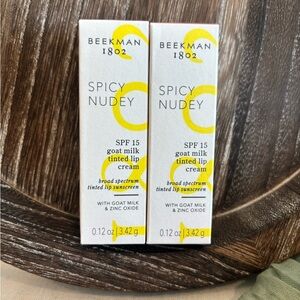 BEEKMAN
1802
SPICY
NUDEY
SPF 15
goat milk
tinted lip
cream
broad spectrum
tinted lip sunscreen
WITH GOAT MILK
& ZINC OXIDE
0.12 oz | 3.42 g
BEEKMAN
1802
SPICY
NUDEY
SPF 15
goat milk
tinted lip
cream
broad spectrum
tinted lip sunscreen
WITH GOAT MILK
& ZINC OXIDE
0.12 oz | 3.42 g